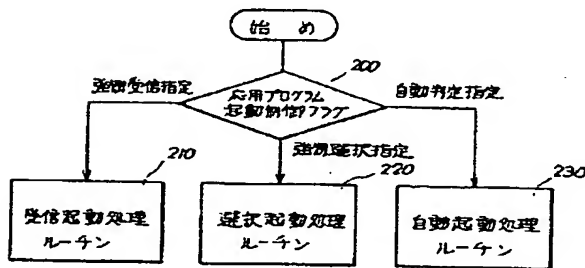 始め
200
応用プログラム
起動制御フラグ
強制受信指定
自動判定指定
強制選択指定
210
220
230
受信起動処理
ルーチン
選択起動処理
ルーチン
自動起動処理
ルーチン